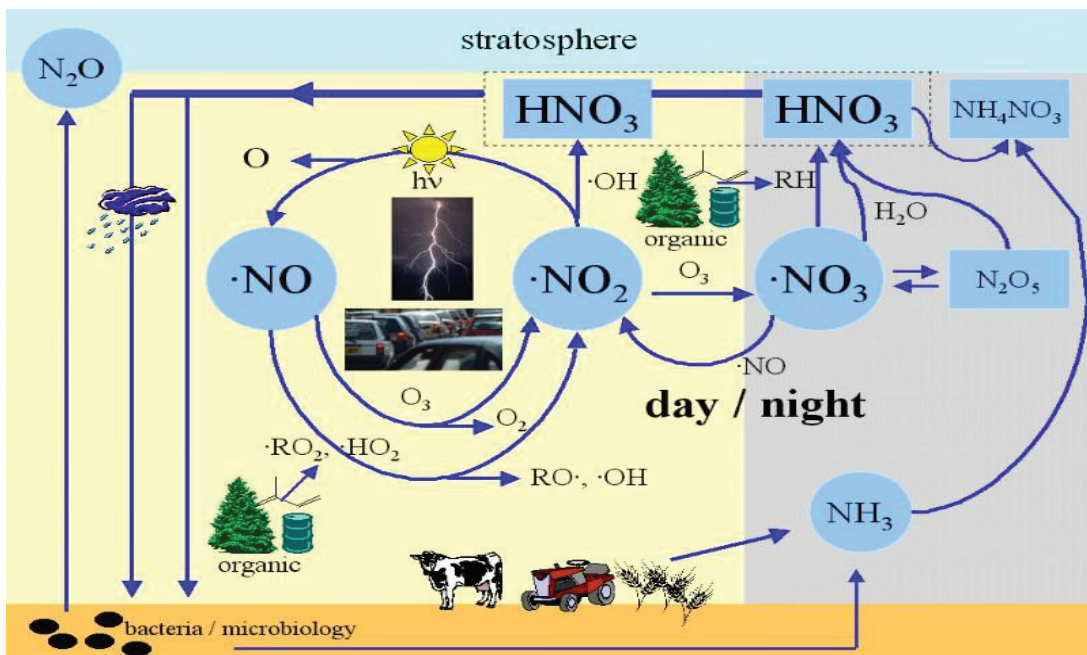 stratosphere
N₂O
HNO₃
HNO₃
NH₄NO₃
O
hν
·OH
RH
organic
H₂O
·NO
·NO₂
O₃
·NO₃
N₂O₅
·NO
O₃
O₂
day / night
·RO₂, ·HO₂
RO·, ·OH
organic
NH₃
bacteria / microbiology